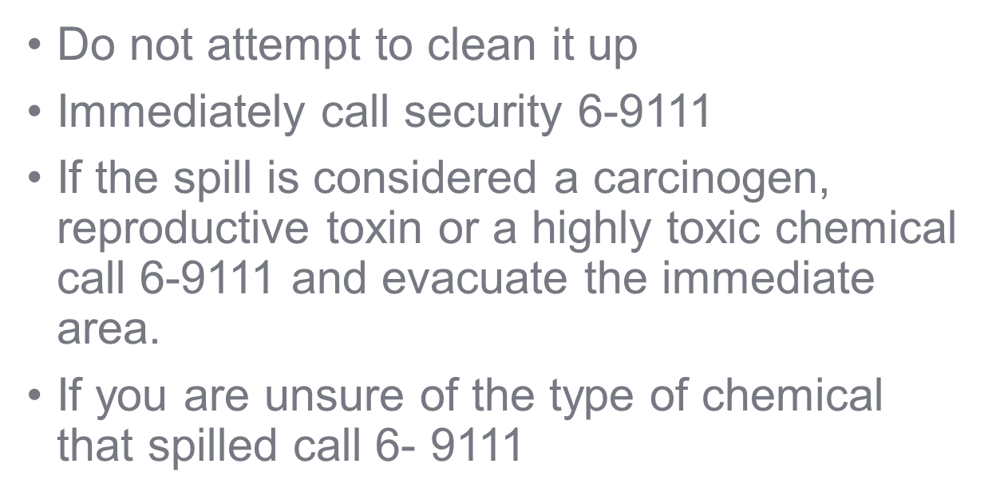 • Do not attempt to clean it up
• Immediately call security 6-9111
• If the spill is considered a carcinogen,
reproductive toxin or a highly toxic chemical
call 6-9111 and evacuate the immediate
area.
• If you are unsure of the type of chemical
that spilled call 6- 9111